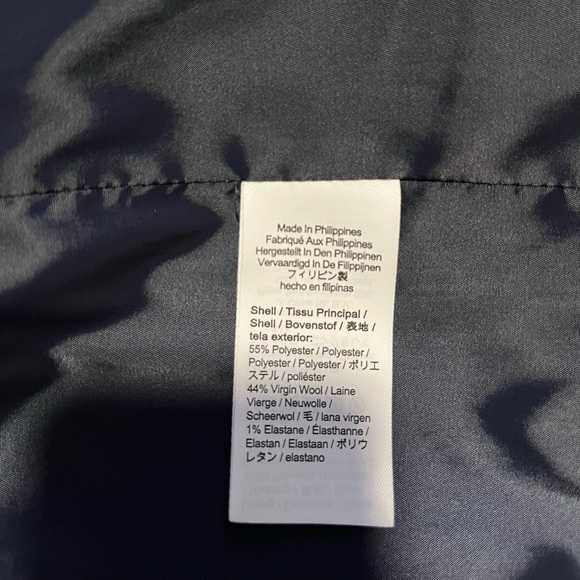 Made In Philippines
Fabriqué Aux Philippines
Hergestellt In Den Philippinen
Vervaardigd In De Filippijnen
フィリピン製
hecho en filipinas
Shell / Tissu Principal /
Shell / Bovenstof / 表地 /
tela exterior:
55% Polyester / Polyester /
Polyester / Polyester / ポリエ
ステル / poliéster
44% Virgin Wool / Laine
Vierge / Neuwolle /
Scheerwol / 毛 / lana virgen
1% Elastane / Élasthanne /
Elastan / Elastaan / ポリウ
レタン / elastano